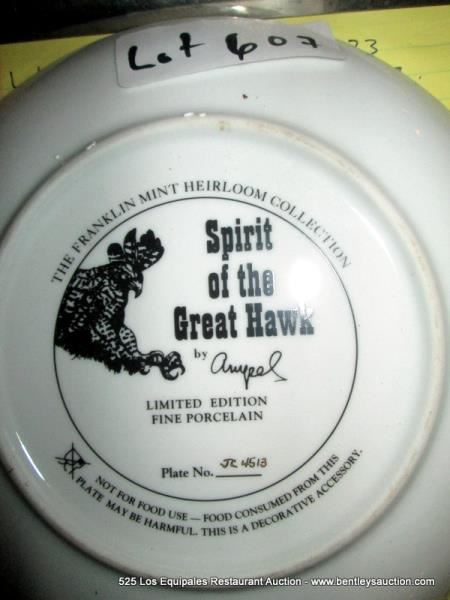 Lot 607
THE FRANKLIN MINT HEIRLOOM COLLECTION
Spirit
of the
Great Hawk
by
LIMITED EDITION
FINE PORCELAIN
Plate No. JC 4513
NOT FOR FOOD USE — FOOD CONSUMED FROM THIS
PLATE MAY BE HARMFUL. THIS IS A DECORATIVE ACCESSORY.
525 Los Equipales Restaurant Auction - www.bentleysauction.com